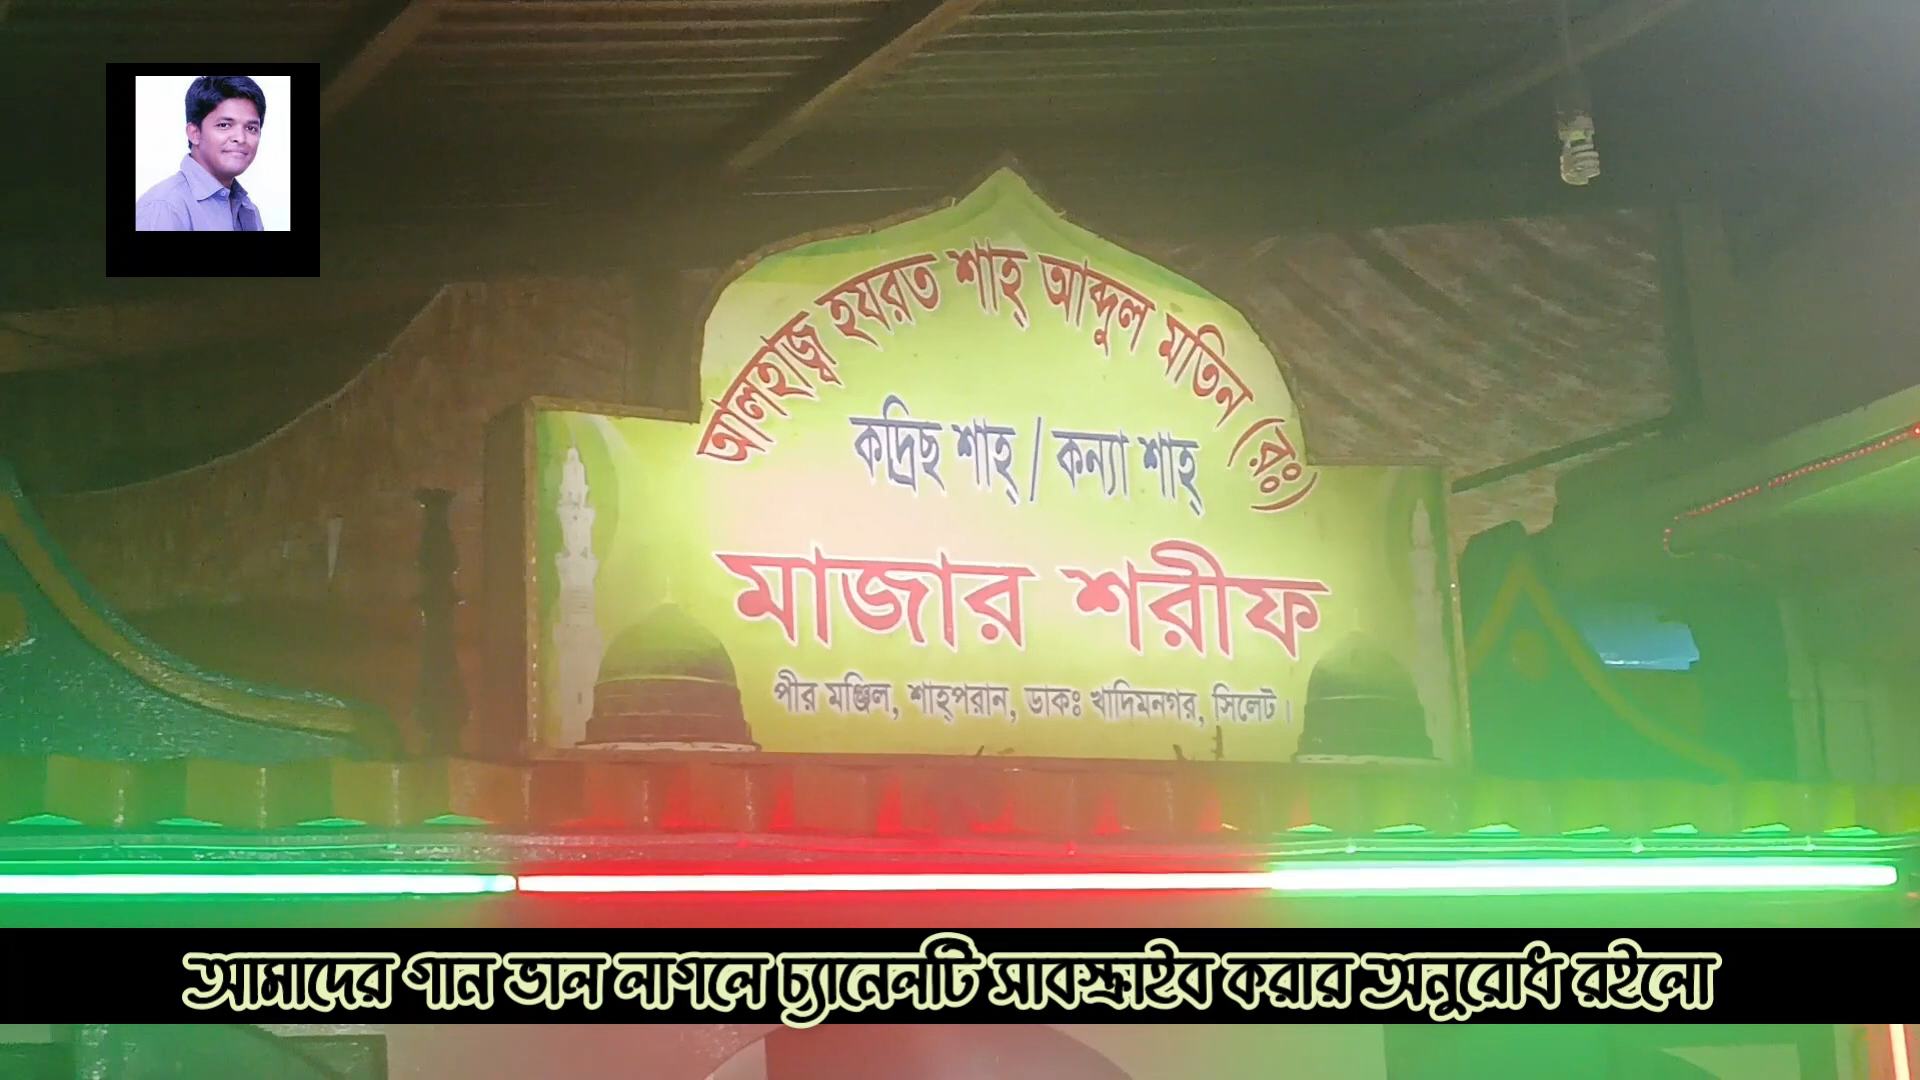 আলহাজ্ব হযরত শাহ্ আব্দুল মতিন (রঃ)
কদ্রিছ শাহ্ / কন্যা শাহ্
মাজার শরীফ
পীর মঞ্জিল, শাহ্পরান, ডাকঃ খাদিমনগর, সিলেট।
আমাদের গান ভাল লাগলে চ্যানেলটি সাবস্ক্রাইব করার অনুরোধ রইলো